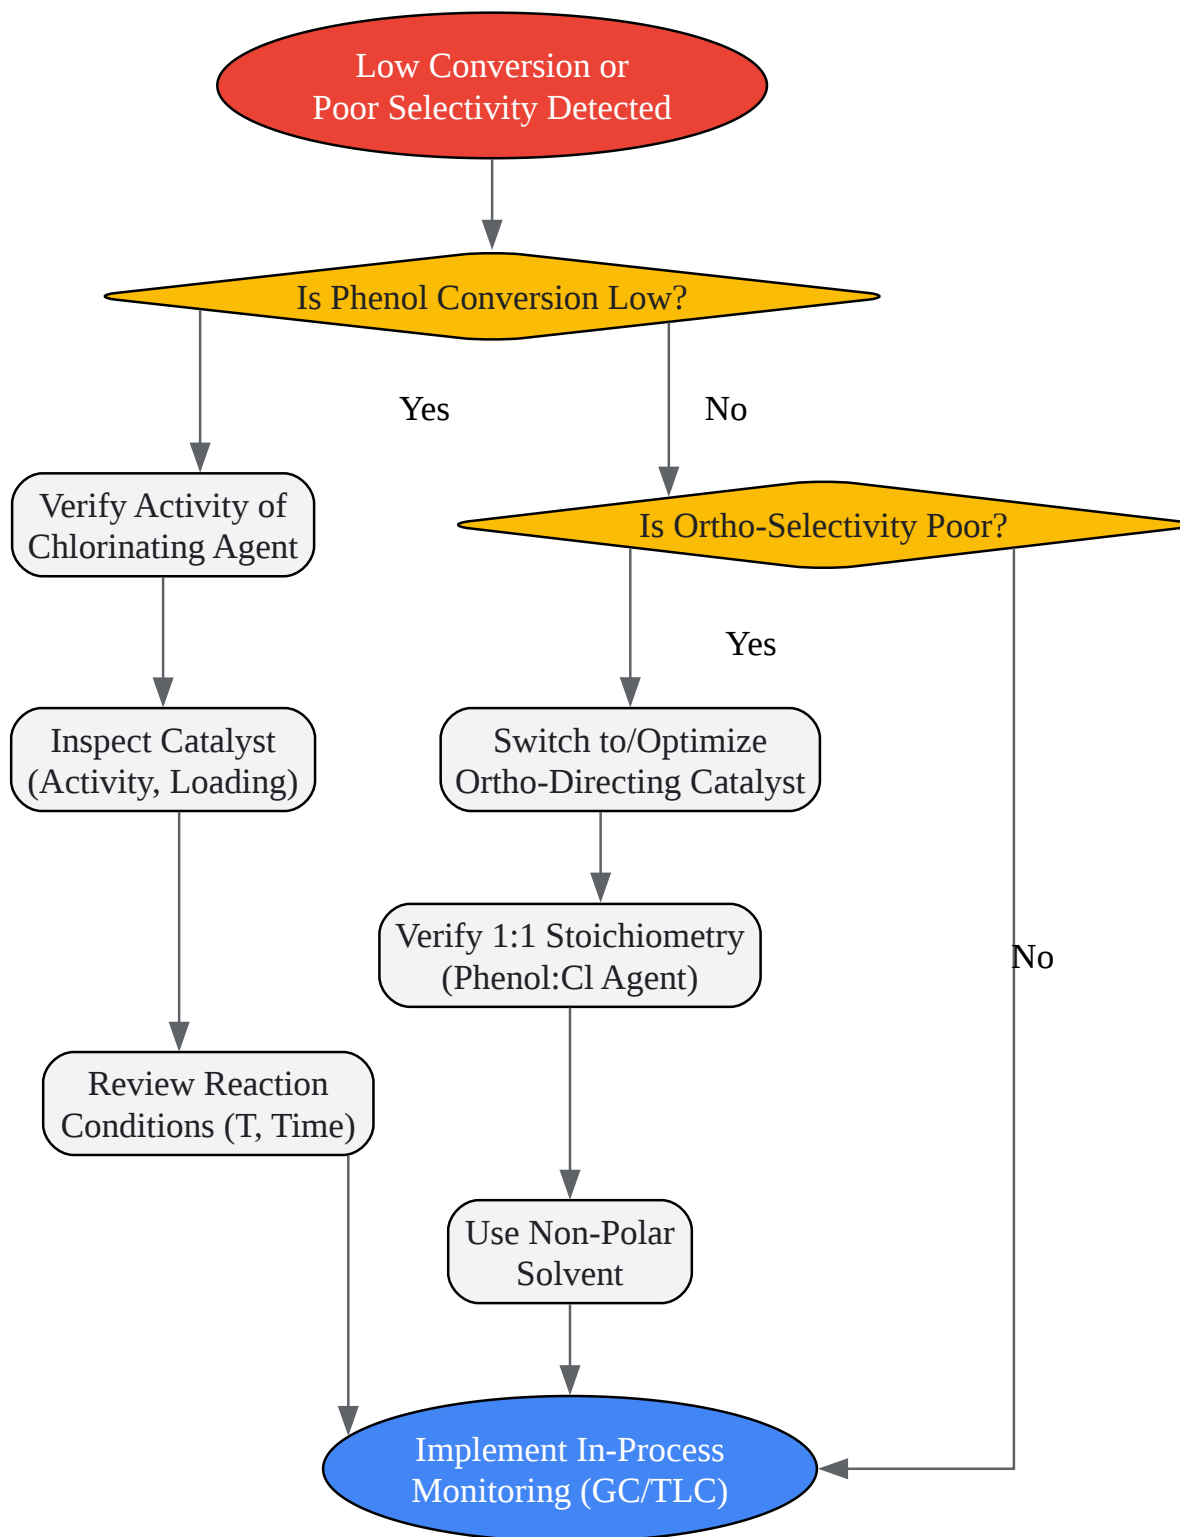 Low Conversion or
Poor Selectivity Detected
Is Phenol Conversion Low?
Yes
No
Verify Activity of
Chlorinating Agent
Is Ortho-Selectivity Poor?
Yes
Inspect Catalyst
(Activity, Loading)
Switch to/Optimize
Ortho-Directing Catalyst
Verify 1:1 Stoichiometry
(Phenol:Cl Agent)
No
Review Reaction
Conditions (T, Time)
Use Non-Polar
Solvent
Implement In-Process
Monitoring (GC/TLC)